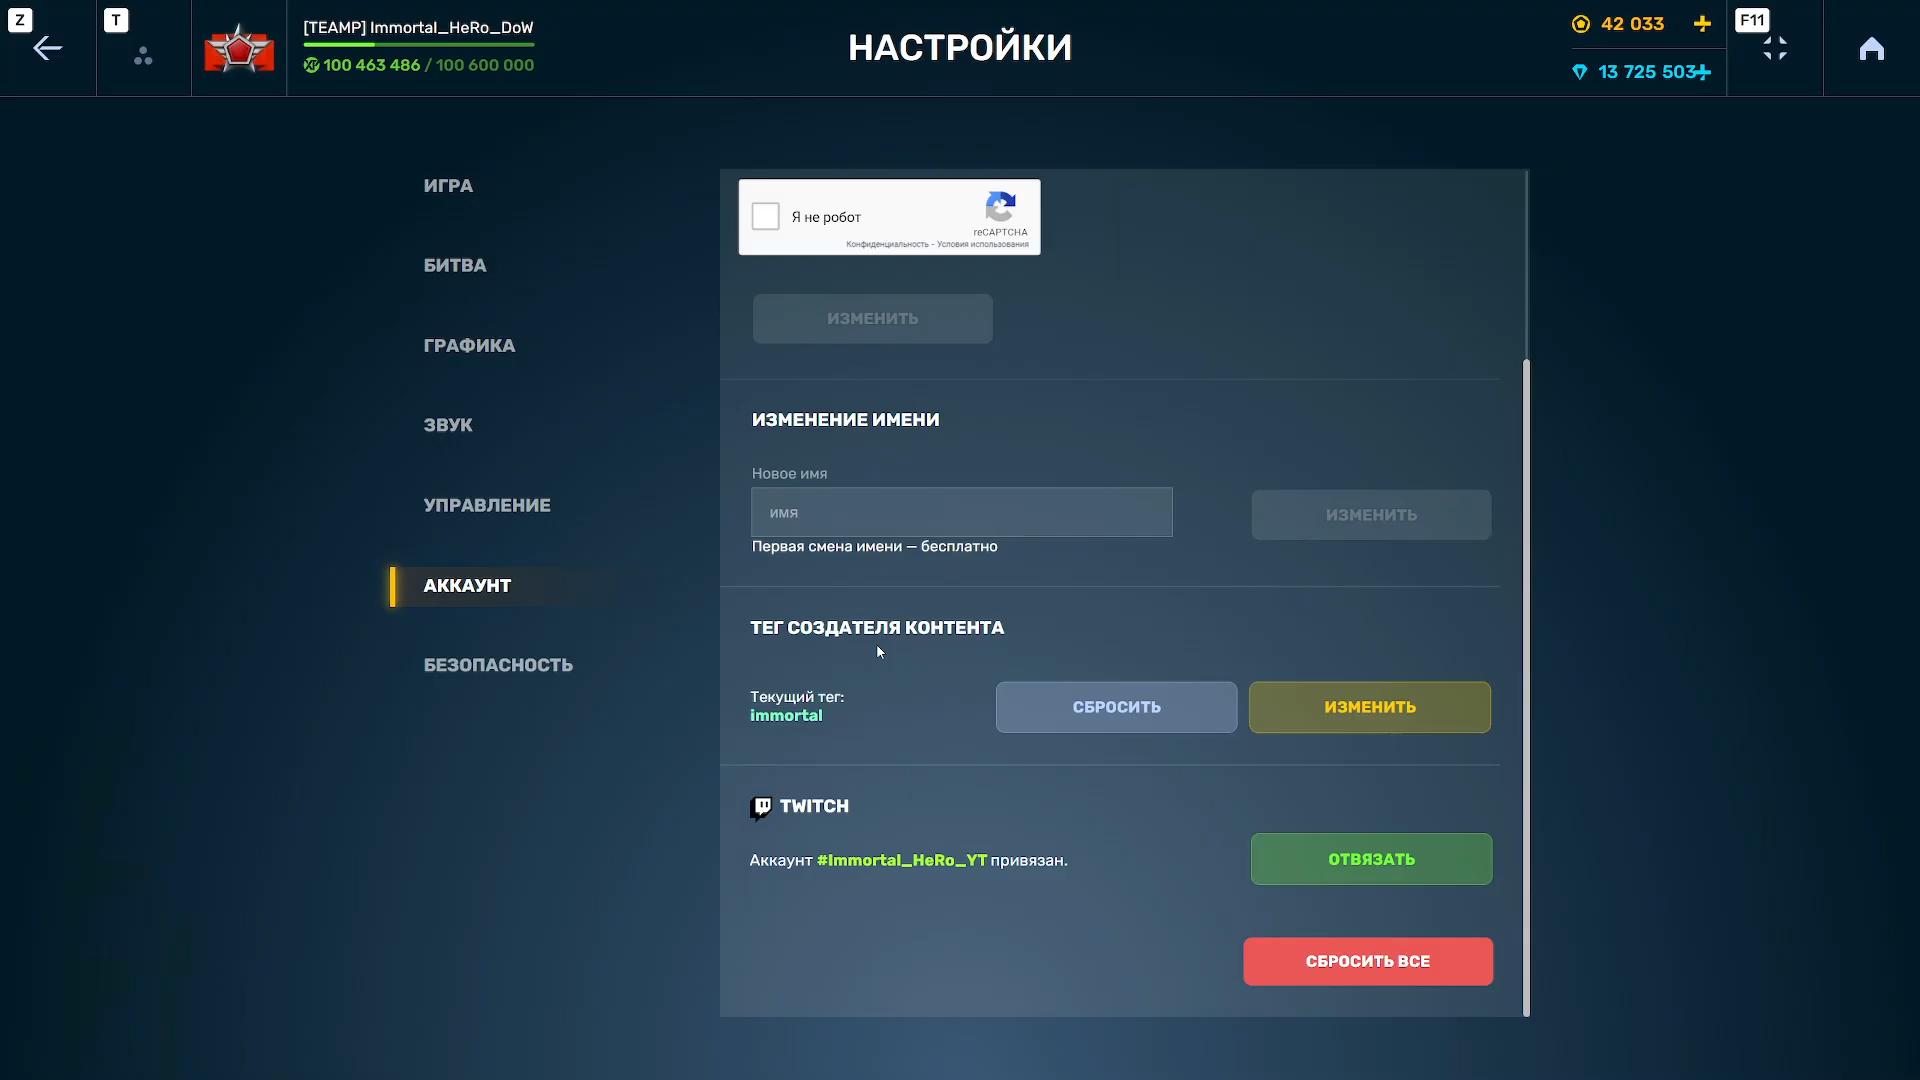 Z
T
[TEAMP] Immortal_HeRo_DoW
XP 100 463 486 / 100 600 000
НАСТРОЙКИ
42 033
13 725 503
F11
ИГРА
БИТВА
ГРАФИКА
ЗВУК
УПРАВЛЕНИЕ
АККАУНТ
БЕЗОПАСНОСТЬ
Я не робот
reCAPTCHA
Конфиденциальность - Условия использования
ИЗМЕНИТЬ
ИЗМЕНЕНИЕ ИМЕНИ
Новое имя
имя
ИЗМЕНИТЬ
Первая смена имени — бесплатно
ТЕГ СОЗДАТЕЛЯ КОНТЕНТА
Текущий тег:
immortal
СБРОСИТЬ
ИЗМЕНИТЬ
TWITCH
Аккаунт #Immortal_HeRo_YT привязан.
ОТВЯЗАТЬ
СБРОСИТЬ ВСЕ